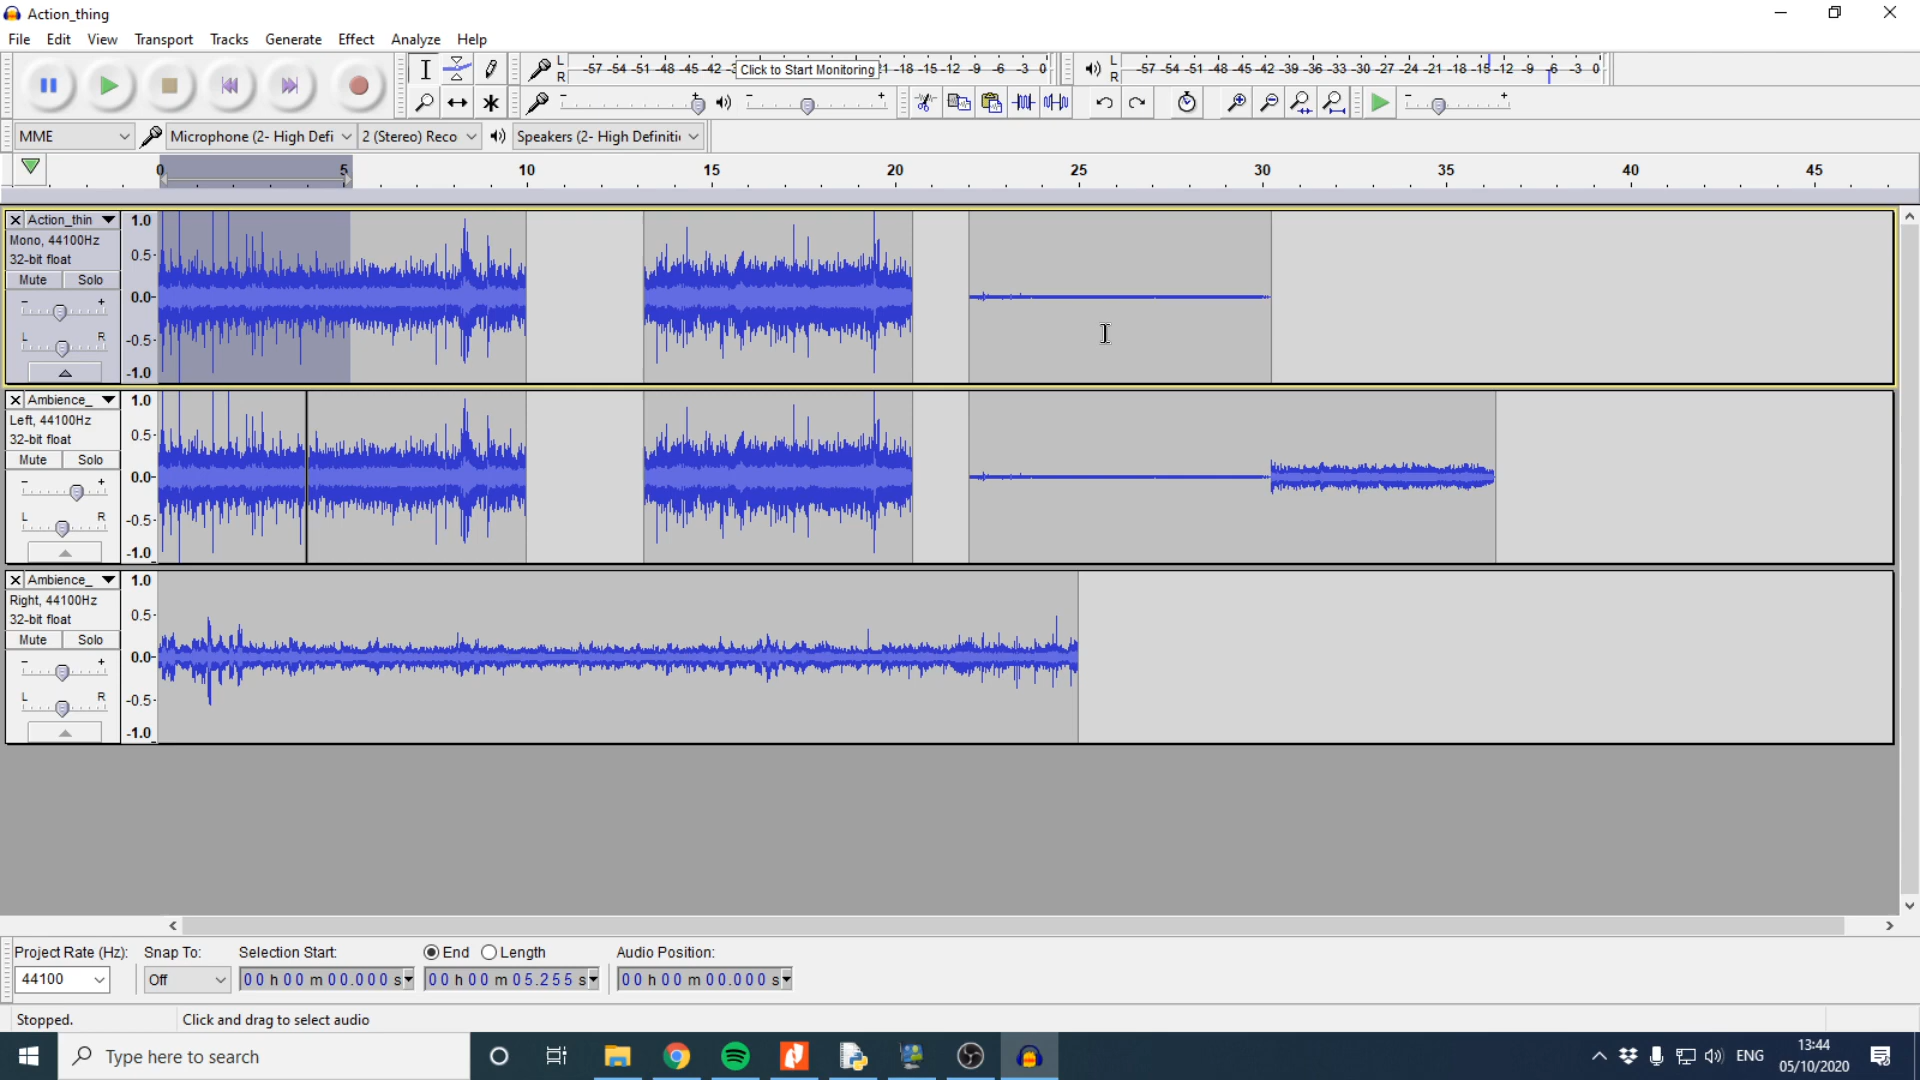 Action_thing
File Edit View Transport Tracks Generate Effect Analyze Help
L
R
-57 -54 -51 -48 -45 -42 -3 Click to Start Monitoring 1 -18 -15 -12 -9 -6 -3 0
L
R
-57 -54 -51 -48 -45 -42 -39 -36 -33 -30 -27 -24 -21 -18 -15 -12 -9 -6 -3 0
MME Microphone (2- High Defi 2 (Stereo) Reco Speakers (2- High Definiti
0 5 10 15 20 25 30 35 40 45
Action_thin 1.0
Mono, 44100Hz
0.5
32-bit float
Mute Solo
0.0
L R
-0.5
-1.0
Ambience_ 1.0
Left, 44100Hz
0.5
32-bit float
Mute Solo
0.0
L R
-0.5
-1.0
Ambience_ 1.0
Right, 44100Hz
0.5
32-bit float
Mute Solo
0.0
L R
-0.5
-1.0
Project Rate (Hz): Snap To: Selection Start: End Length Audio Position:
44100 Off 00 h 00 m 00.000 s 00 h 00 m 05.255 s 00 h 00 m 00.000 s
Stopped. Click and drag to select audio
Type here to search
ENG
13:44
05/10/2020